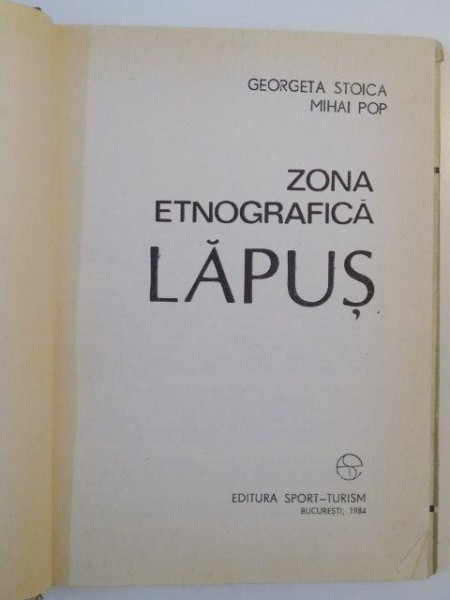 GEORGETA STOICA
MIHAI POP
ZONA
ETNOGRAFICĂ
LĂPUȘ
EDITURA SPORT–TURISM
BUCUREȘTI, 1984